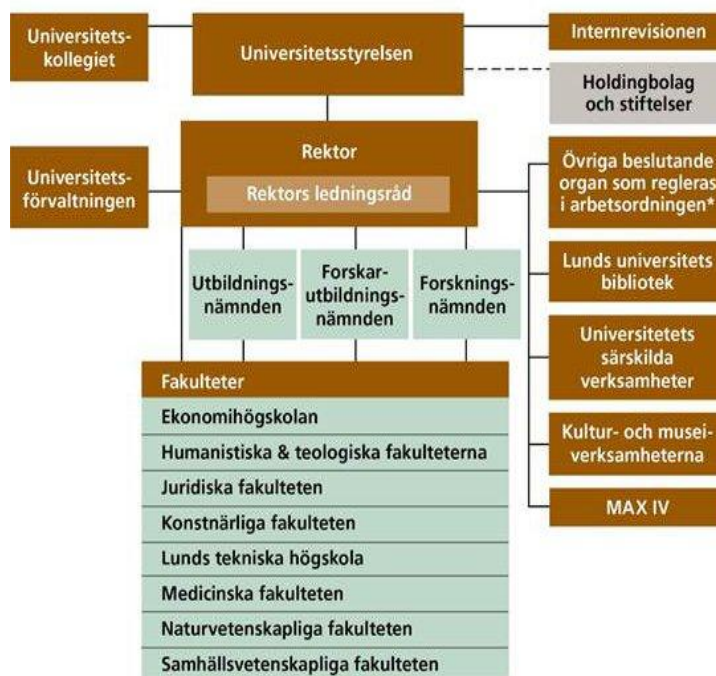 Universitets-
kollegiet
Universitetsstyrelsen
Internrevisionen
Holdingbolag
och stiftelser
Universitets-
förvaltningen
Rektor
Rektors ledningsråd
Övriga beslutande
organ som regleras
i arbetsordningen*
Utbildnings-
nämnden
Forskar-
utbildnings-
nämnden
Forsknings-
nämnden
Lunds universitets
bibliotek
Universitetets
särskilda
verksamheter
Kultur- och musei-
verksamheterna
MAX IV
Fakulteter
Ekonomihögskolan
Humanistiska & teologiska fakulteterna
Juridiska fakulteten
Konstnärliga fakulteten
Lunds tekniska högskola
Medicinska fakulteten
Naturvetenskapliga fakulteten
Samhällsvetenskapliga fakulteten